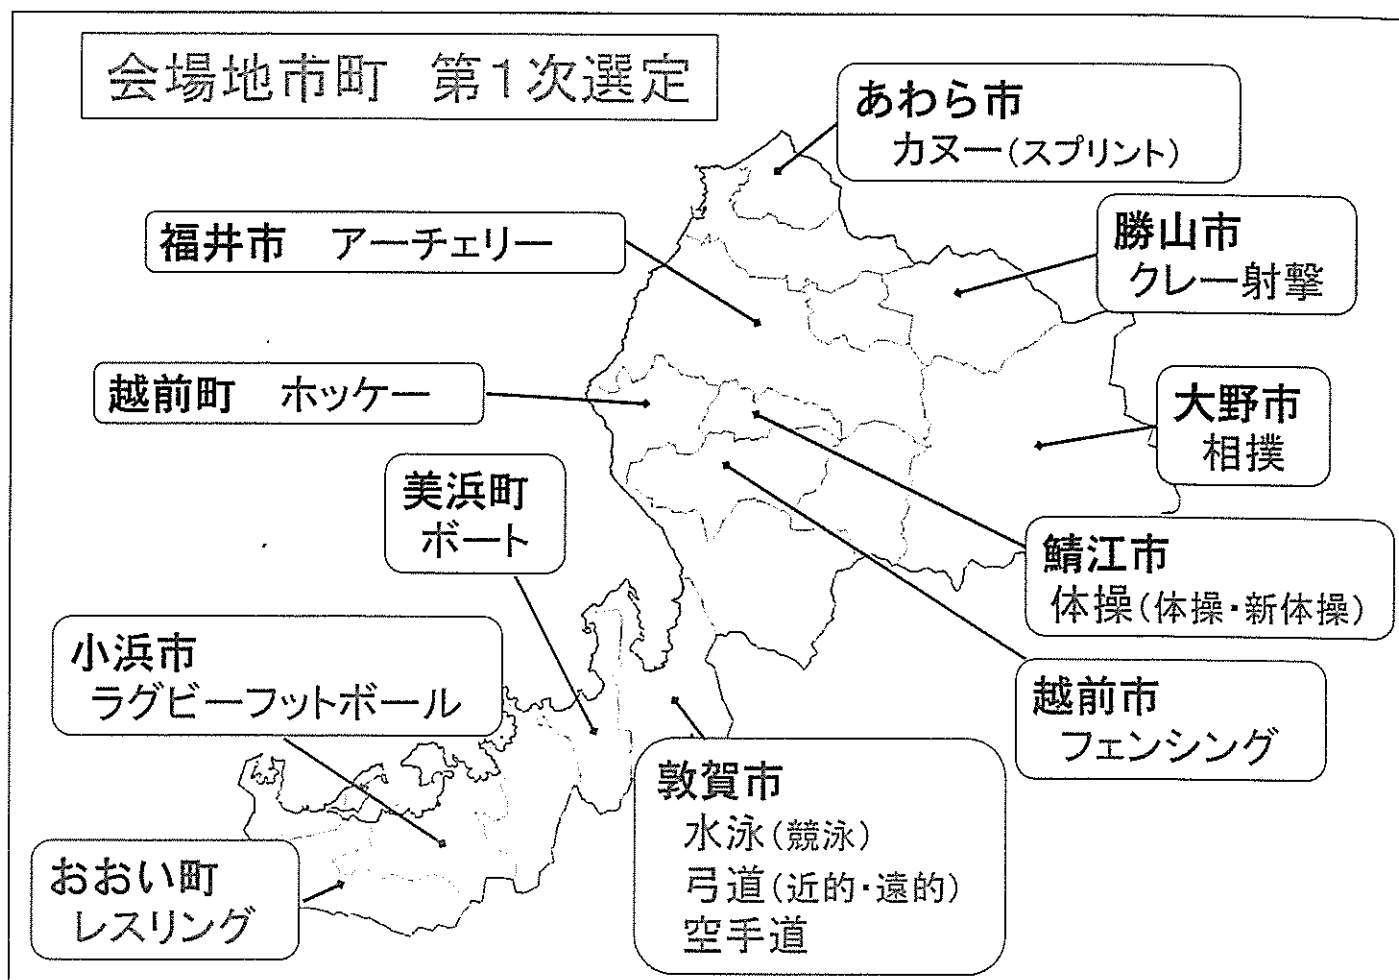 会場地市町　第1次選定
あわら市
カヌー(スプリント)
福井市　アーチェリー
勝山市
クレー射撃
越前町　ホッケー
大野市
相撲
美浜町
ボート
鯖江市
体操(体操・新体操)
小浜市
ラグビーフットボール
越前市
フェンシング
敦賀市
水泳(競泳)
弓道(近的・遠的)
空手道
おおい町
レスリング